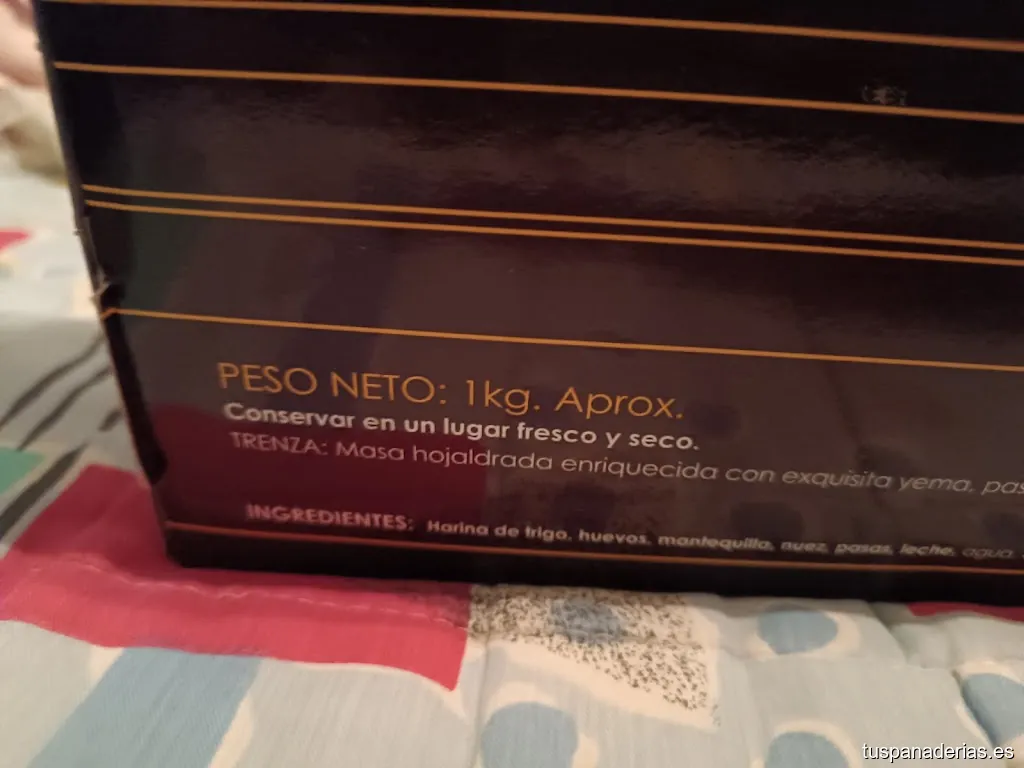 PESO NETO: 1kg. Aprox.
Conservar en un lugar fresco y seco.
TRENZA: Masa hojaldrada enriquecida con exquisita yema, pas
INGREDIENTES: Harina de trigo, huevos, mantequilla, nuez, pasas, leche, agua
tuspanaderias.es